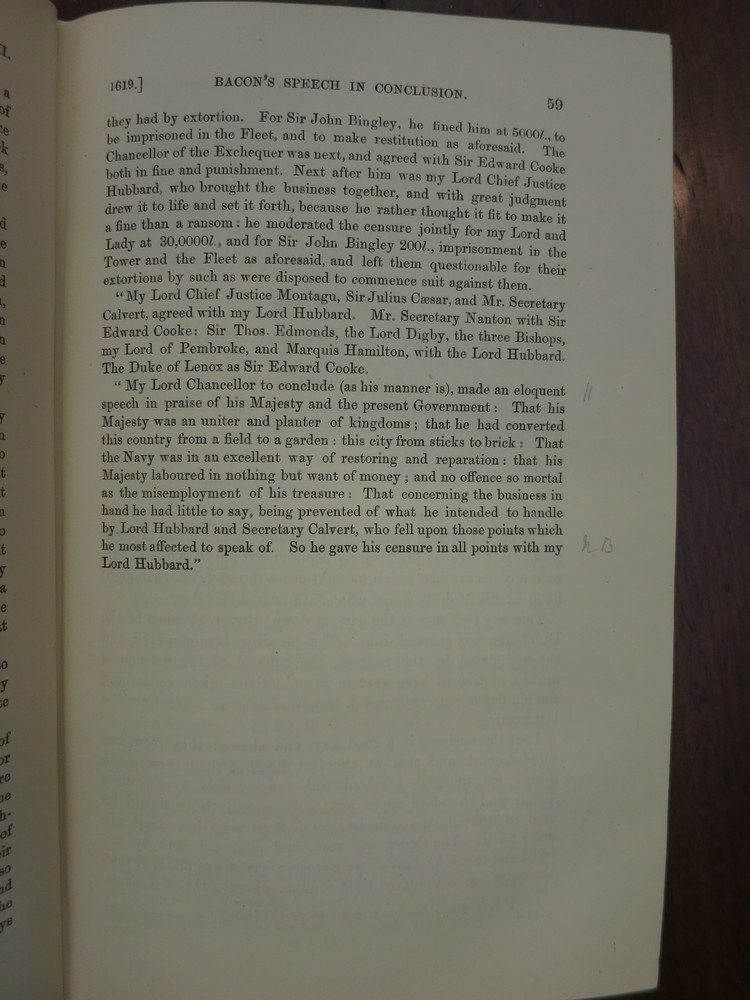 1619.] BACON'S SPEECH IN CONCLUSION. 59
they had by extortion. For Sir John Bingley, he fined him at 5000l., to
be imprisoned in the Fleet, and to make restitution as aforesaid. The
Chancellor of the Exchequer was next, and agreed with Sir Edward Cooke
both in fine and punishment. Next after him was my Lord Chief Justice
Hubbard, who brought the business together, and with great judgment
drew it to life and set it forth, because he rather thought it fit to make it
a fine than a ransom: he moderated the censure jointly for my Lord and
Lady at 30,0000l., and for Sir John Bingley 200l., imprisonment in the
Tower and the Fleet as aforesaid, and left them questionable for their
extortions by such as were disposed to commence suit against them.
"My Lord Chief Justice Montagu, Sir Julius Cæsar, and Mr. Secretary
Calvert, agreed with my Lord Hubbard. Mr. Secretary Nanton with Sir
Edward Cooke: Sir Thos. Edmonds, the Lord Digby, the three Bishops,
my Lord of Pembroke, and Marquis Hamilton, with the Lord Hubbard.
The Duke of Lenox as Sir Edward Cooke.
"My Lord Chancellor to conclude (as his manner is), made an eloquent
speech in praise of his Majesty and the present Government: That his
Majesty was an uniter and planter of kingdoms; that he had converted
this country from a field to a garden: this city from sticks to brick: That
the Navy was in an excellent way of restoring and reparation: that his
Majesty laboured in nothing but want of money; and no offence so mortal
as the misemployment of his treasure: That concerning the business in
hand he had little to say, being prevented of what he intended to handle
by Lord Hubbard and Secretary Calvert, who fell upon those points which
he most affected to speak of. So he gave his censure in all points with my
Lord Hubbard."